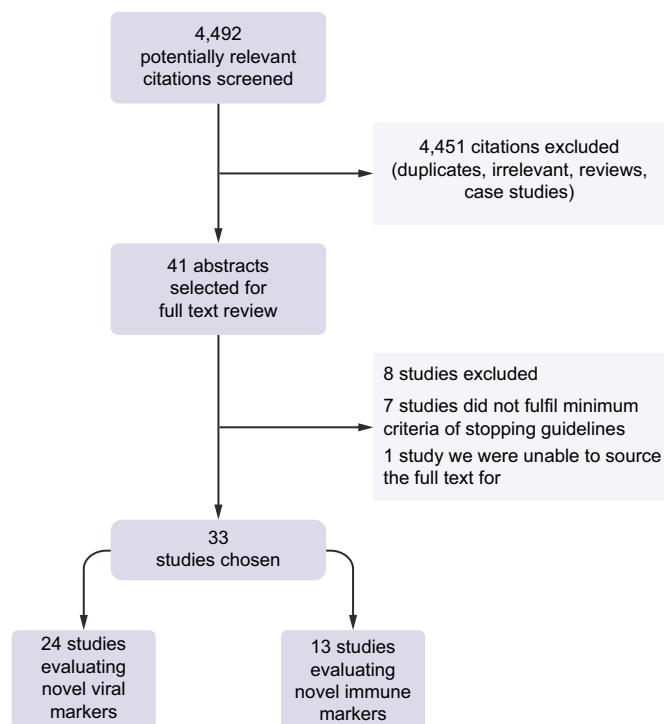 4,492
potentially relevant
citations screened
4,451 citations excluded
(duplicates, irrelevant, reviews,
case studies)
41 abstracts
selected for
full text review
8 studies excluded
7 studies did not fulfil minimum
criteria of stopping guidelines
1 study we were unable to source
the full text for
33
studies chosen
24 studies
evaluating
novel viral
markers
13 studies
evaluating
novel immune
markers